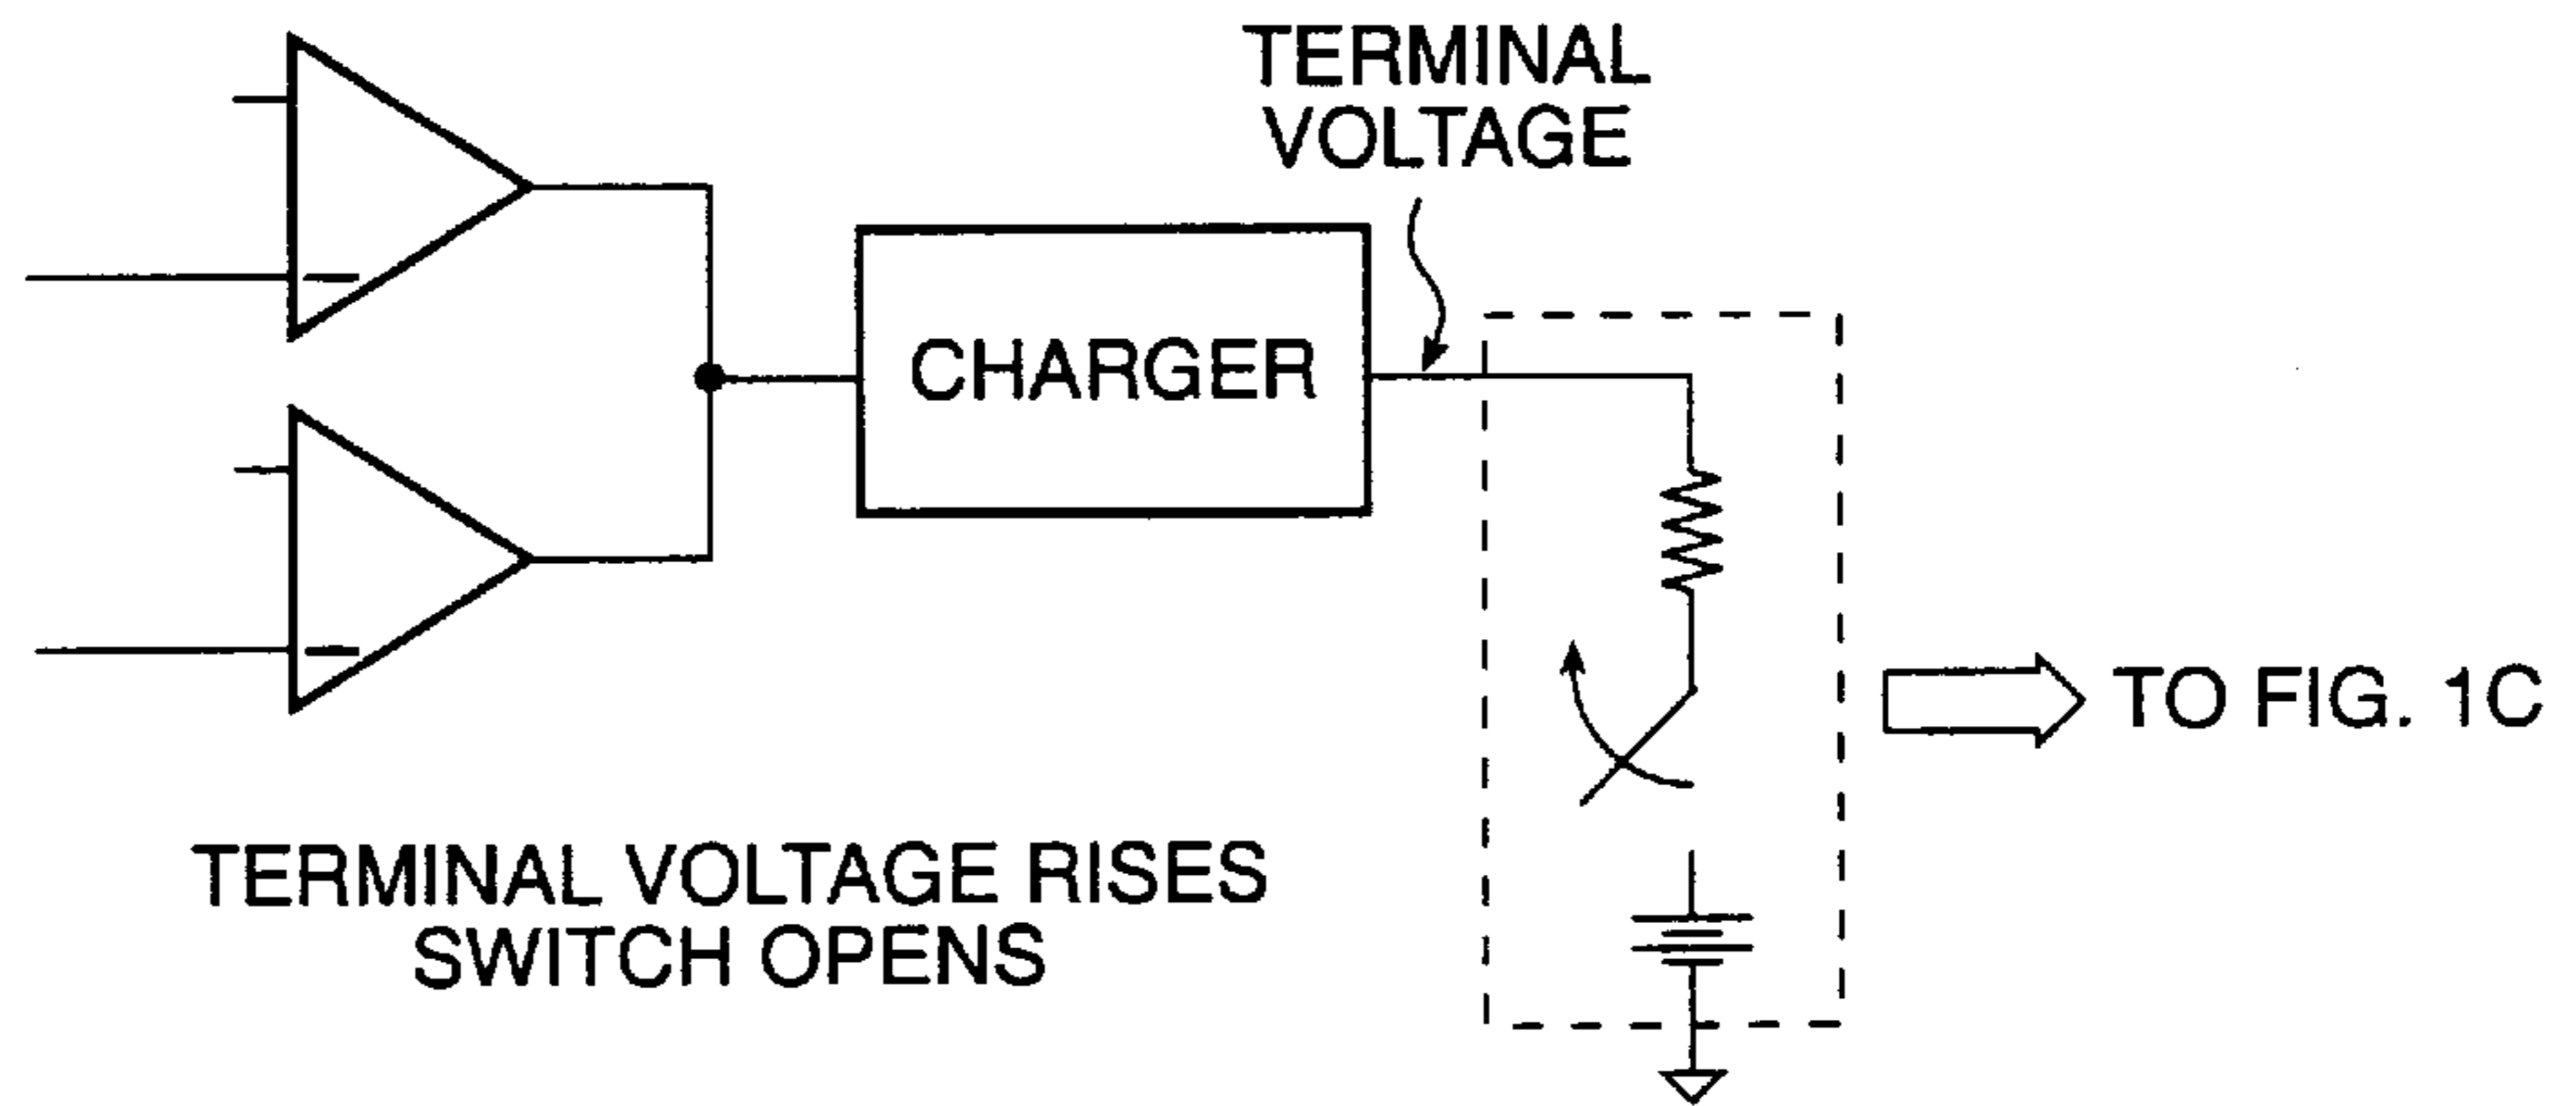 TERMINAL
VOLTAGE
CHARGER
TO FIG. 1C
TERMINAL VOLTAGE RISES
SWITCH OPENS